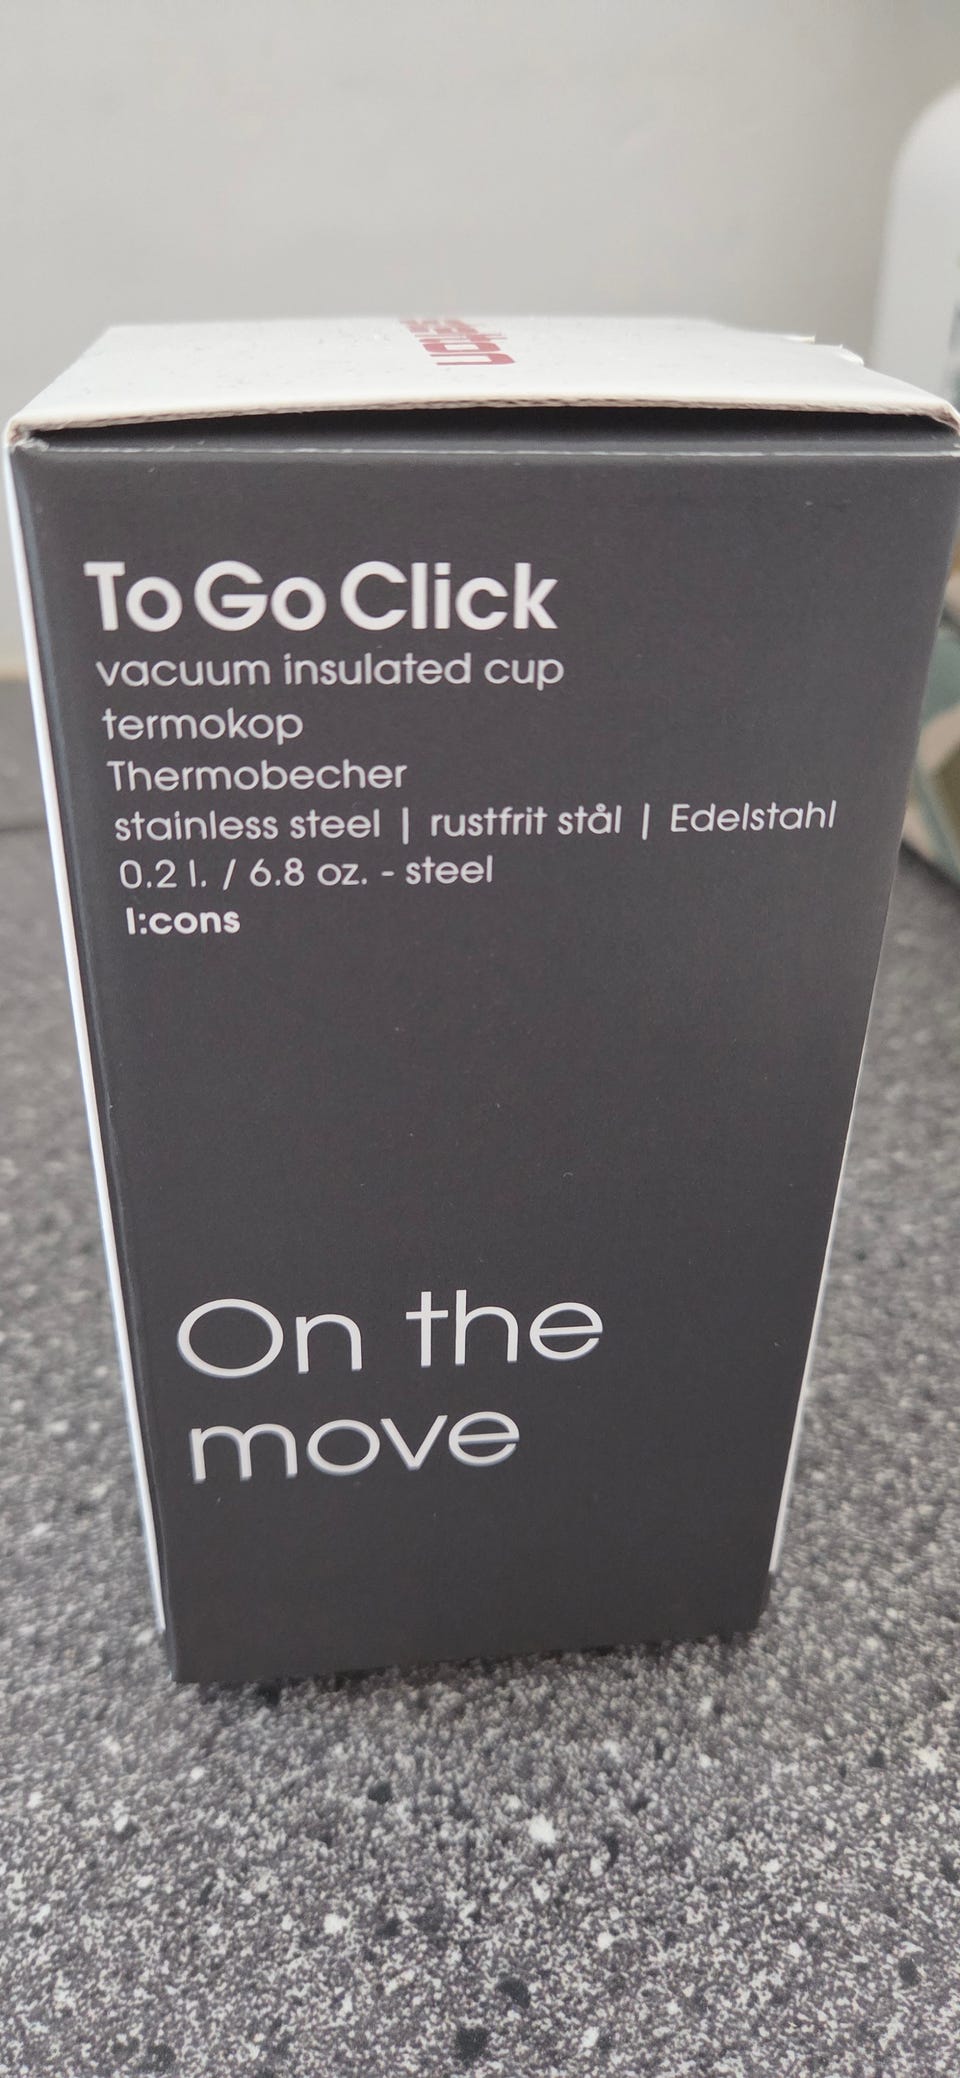 To Go Click
vacuum insulated cup
termokop
Thermobecher
stainless steel | rustfrit stål | Edelstahl
0.2 l. / 6.8 oz. - steel
I:cons
On the
move